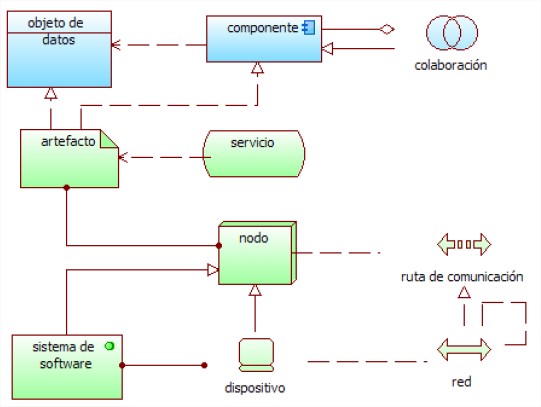 objeto de
datos
componente
colaboración
artefacto
servicio
nodo
ruta de comunicación
sistema de
software
dispositivo
red